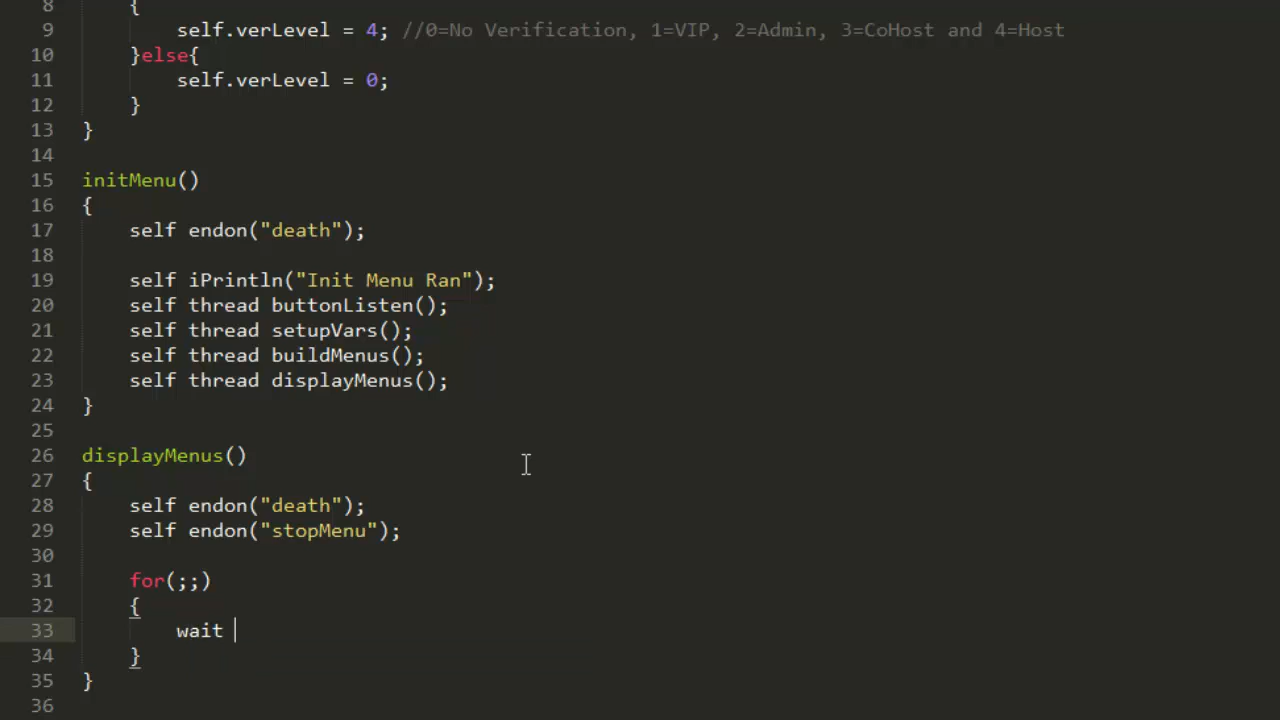 8 {
9 self.verLevel = 4; //0=No Verification, 1=VIP, 2=Admin, 3=CoHost and 4=Host
10 }else{
11 self.verLevel = 0;
12 }
13 }
14
15 initMenu()
16 {
17 self endon("death");
18
19 self iPrintln("Init Menu Ran");
20 self thread buttonListen();
21 self thread setupVars();
22 self thread buildMenus();
23 self thread displayMenus();
24 }
25
26 displayMenus()
27 {
28 self endon("death");
29 self endon("stopMenu");
30
31 for(;;)
32 {
33 wait
34 }
35 }
36